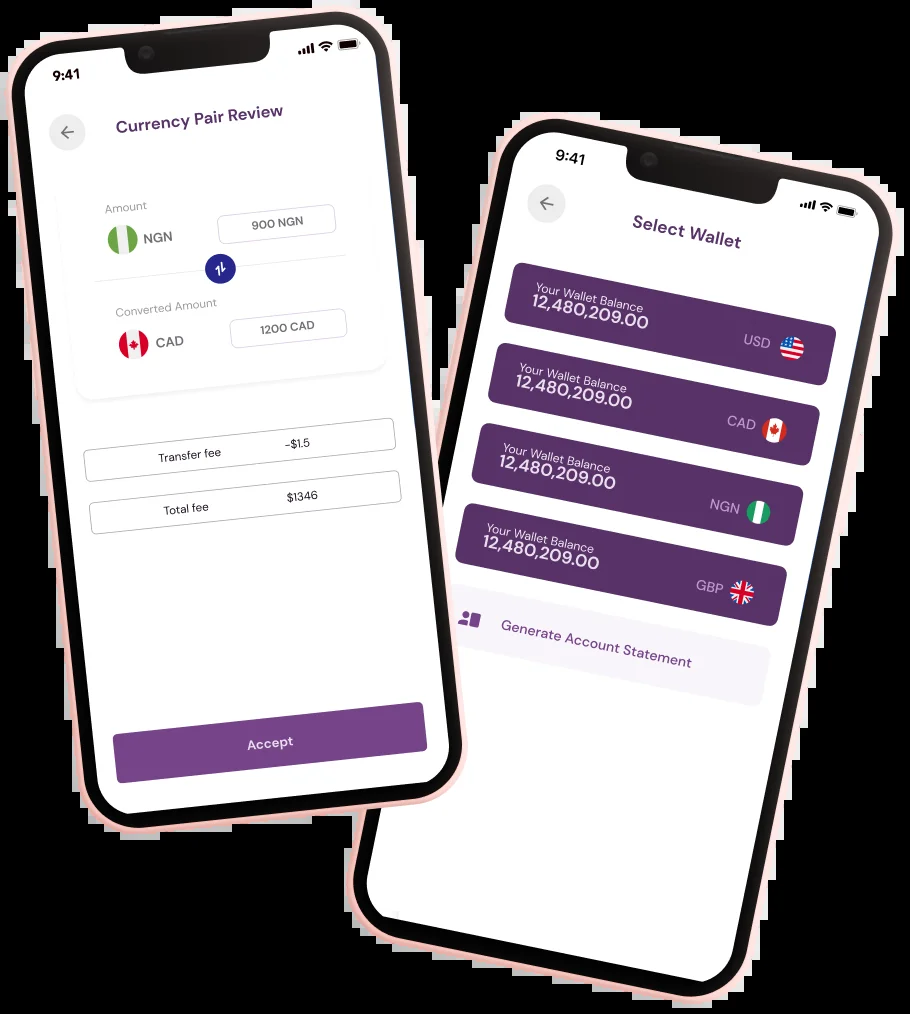 9:41
Currency Pair Review
Amount
NGN
900 NGN
Converted Amount
CAD
1200 CAD
Transfer fee
-$1.5
Total fee
$1346
Accept
9:41
Select Wallet
Your Wallet Balance
12,480,209.00
USD
Your Wallet Balance
12,480,209.00
CAD
Your Wallet Balance
12,480,209.00
NGN
Your Wallet Balance
12,480,209.00
GBP
Generate Account Statement